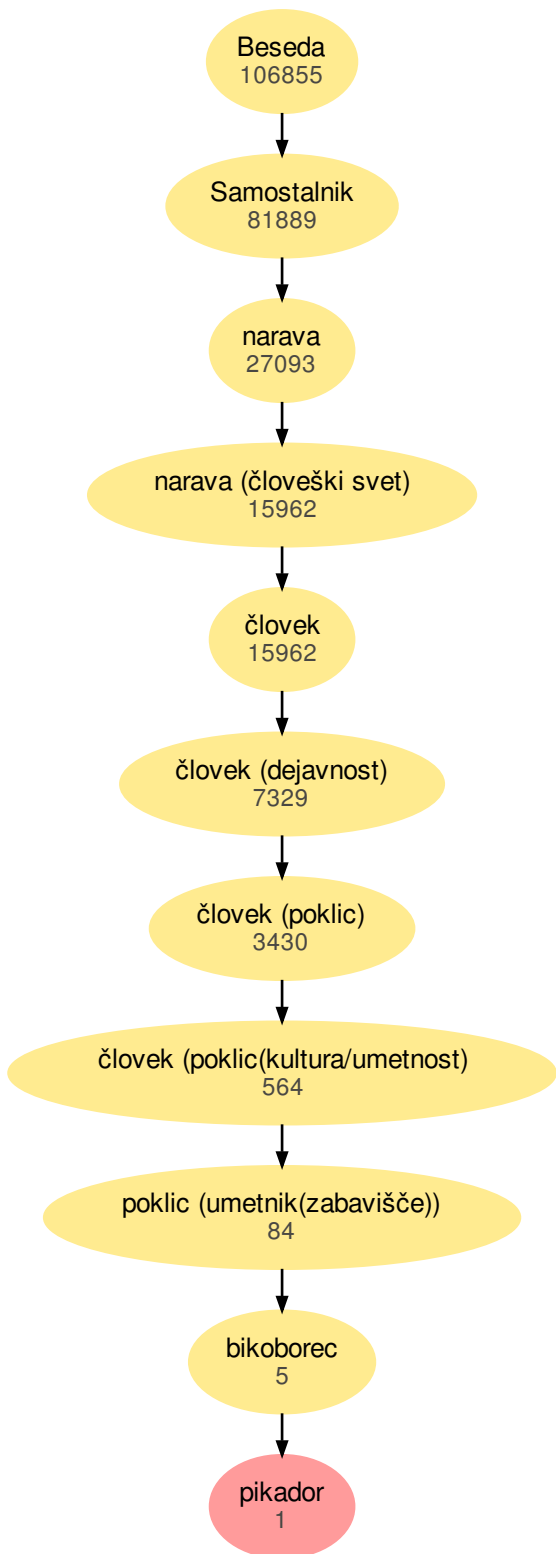 Beseda
106855
Samostalnik
81889
narava
27093
narava (človeški svet)
15962
človek
15962
človek (dejavnost)
7329
človek (poklic)
3430
človek (poklic(kultura/umetnost)
564
poklic (umetnik(zabavišče))
84
bikoborec
5
pikador
1